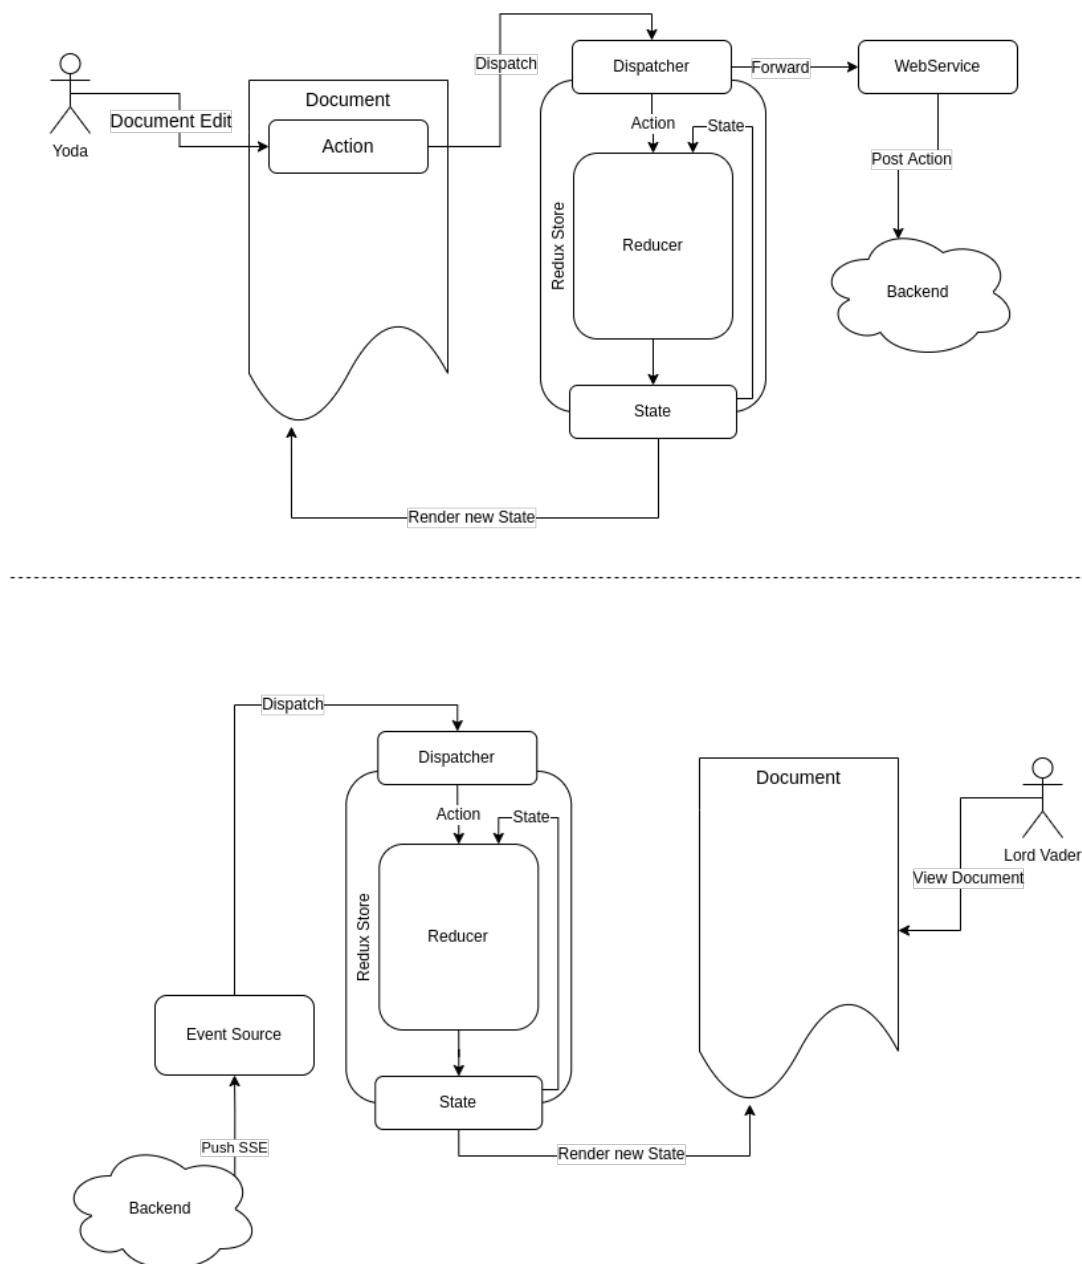 Dispatch
Dispatcher
Forward
WebService
Document
Document Edit
Action
Yoda
Action
State
Post Action
Redux Store
Reducer
Backend
State
Render new State
Dispatch
Dispatcher
Document
Action
State
Lord Vader
View Document
Redux Store
Reducer
Event Source
State
Push SSE
Render new State
Backend